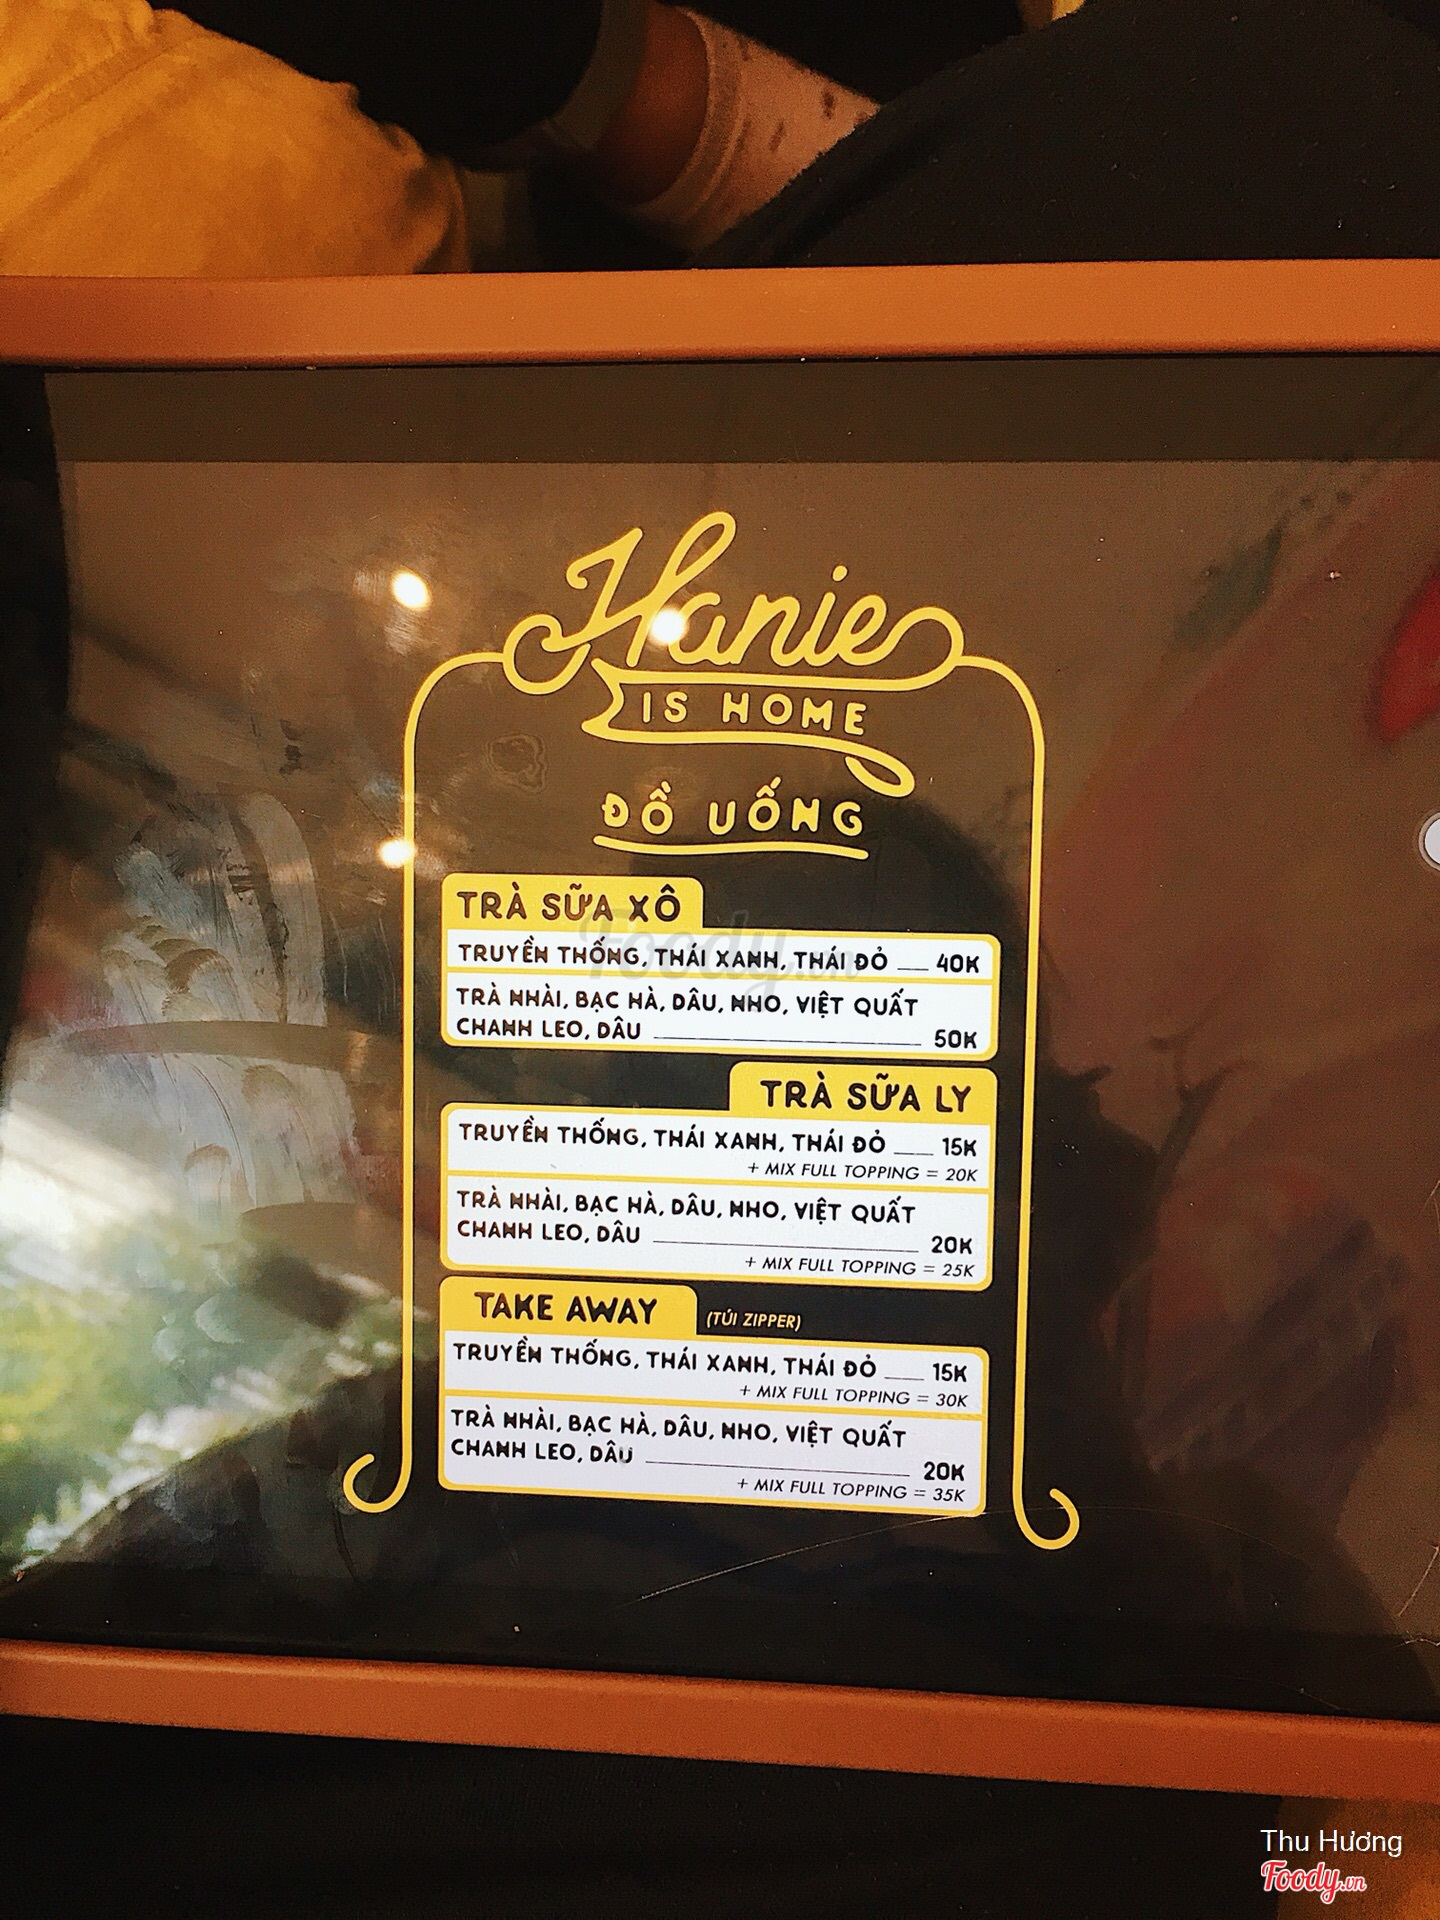 Hanie
IS HOME
ĐỒ UỐNG
TRÀ SỮA XÔ
TRUYỀN THỐNG, THÁI XANH, THÁI ĐỎ ___ 40K
TRÀ NHÀI, BẠC HÀ, DÂU, NHO, VIỆT QUẤT
CHANH LEO, DÂU ___ 50K
TRÀ SỮA LY
TRUYỀN THỐNG, THÁI XANH, THÁI ĐỎ ___ 15K
+ MIX FULL TOPPING = 20K
TRÀ NHÀI, BẠC HÀ, DÂU, NHO, VIỆT QUẤT
CHANH LEO, DÂU ___ 20K
+ MIX FULL TOPPING = 25K
TAKE AWAY (TÚI ZIPPER)
TRUYỀN THỐNG, THÁI XANH, THÁI ĐỎ ___ 15K
+ MIX FULL TOPPING = 30K
TRÀ NHÀI, BẠC HÀ, DÂU, NHO, VIỆT QUẤT
CHANH LEO, DÂU ___ 20K
+ MIX FULL TOPPING = 35K
Foody.vn
Thu Hương
Foody.vn